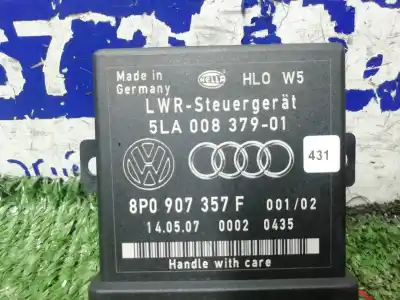 Made in
Germany
HELLA
HLO W5
LWR-Steuergerät
5LA 008 379-01
431
8P0 907 357 F 001/02
14.05.07 0002 0435
Handle with care